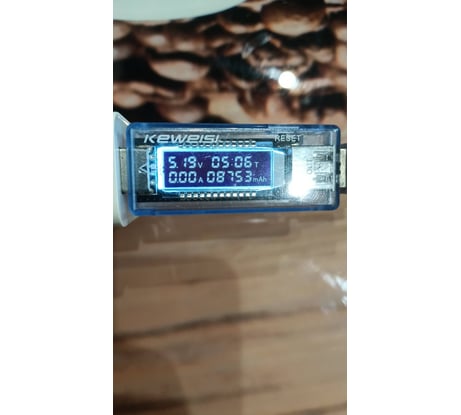 KEWEISI RESET
5.19V 05:06T
0.00A 08753mAh